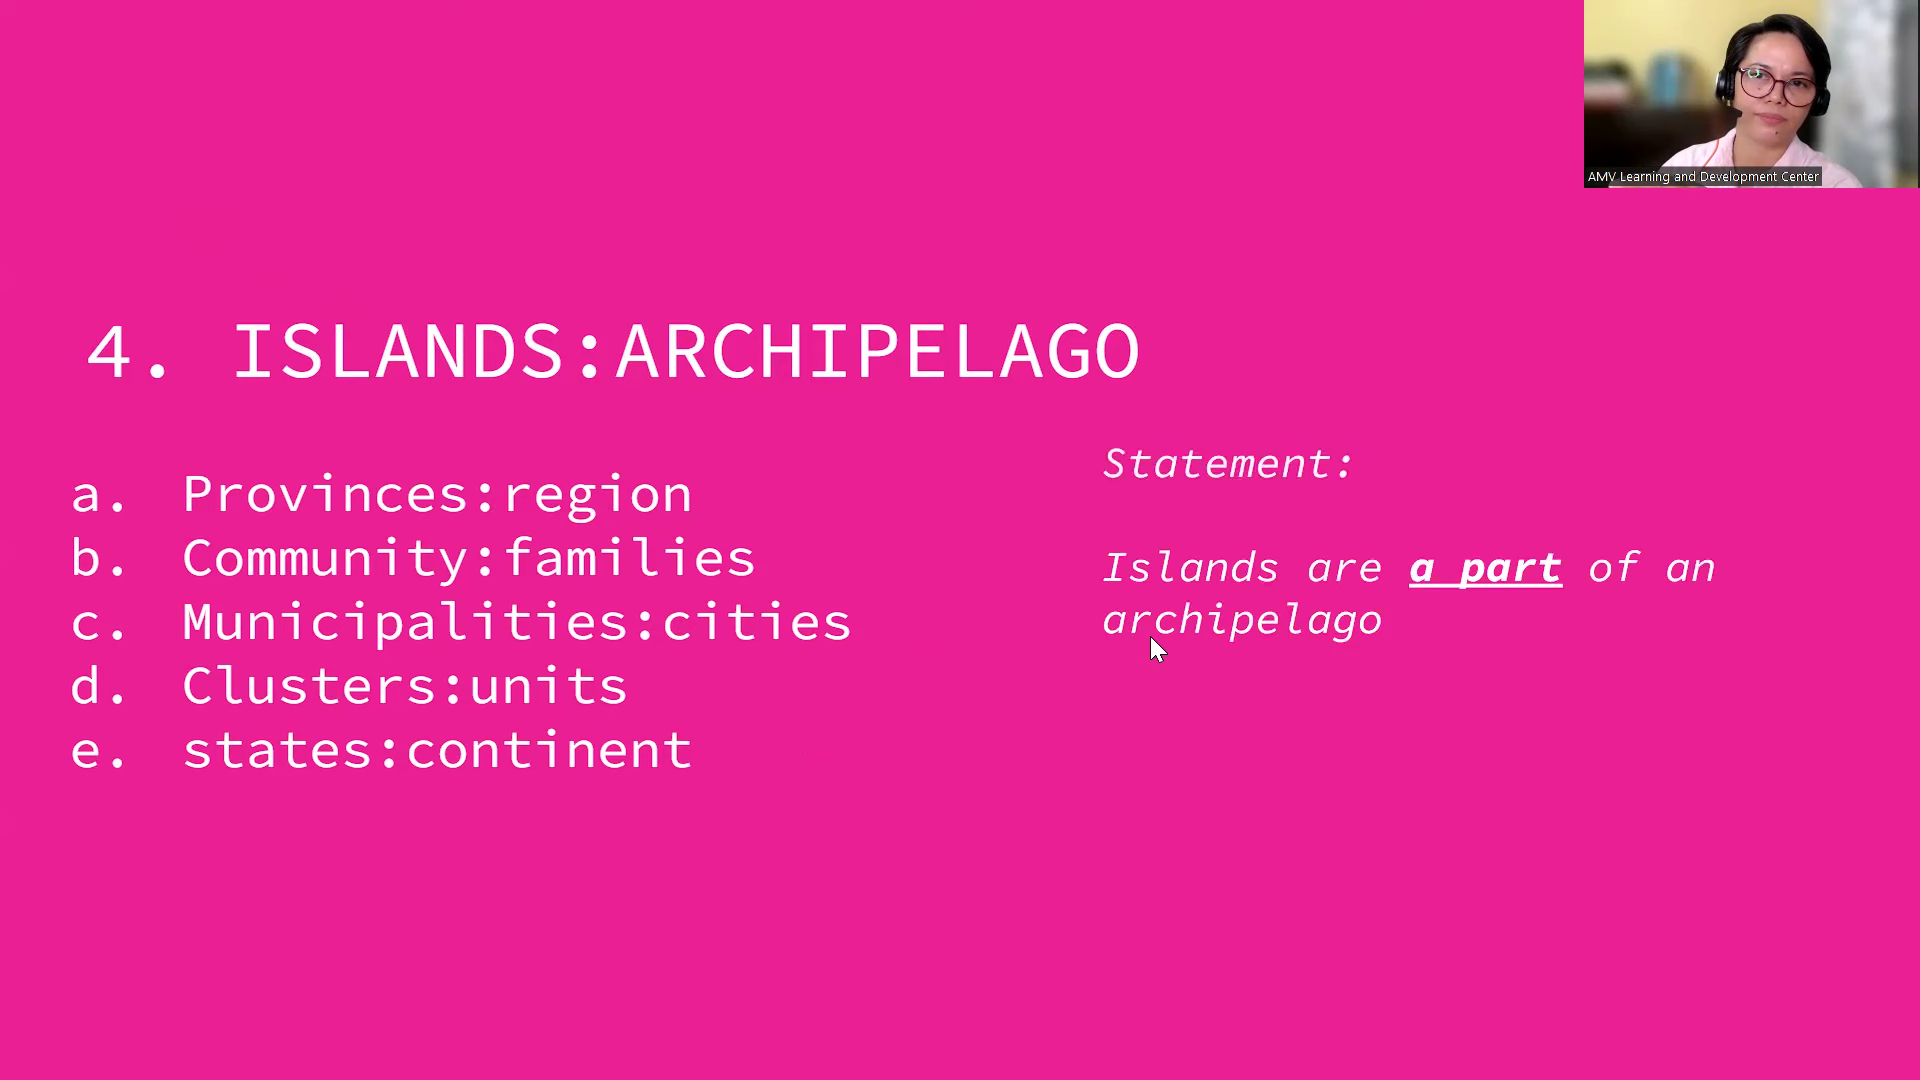 AMV Learning and Development Center
4. ISLANDS:ARCHIPELAGO
a. Provinces:region
b. Community:families
c. Municipalities:cities
d. Clusters:units
e. states:continent
Statement:
Islands are a part of an
archipelago